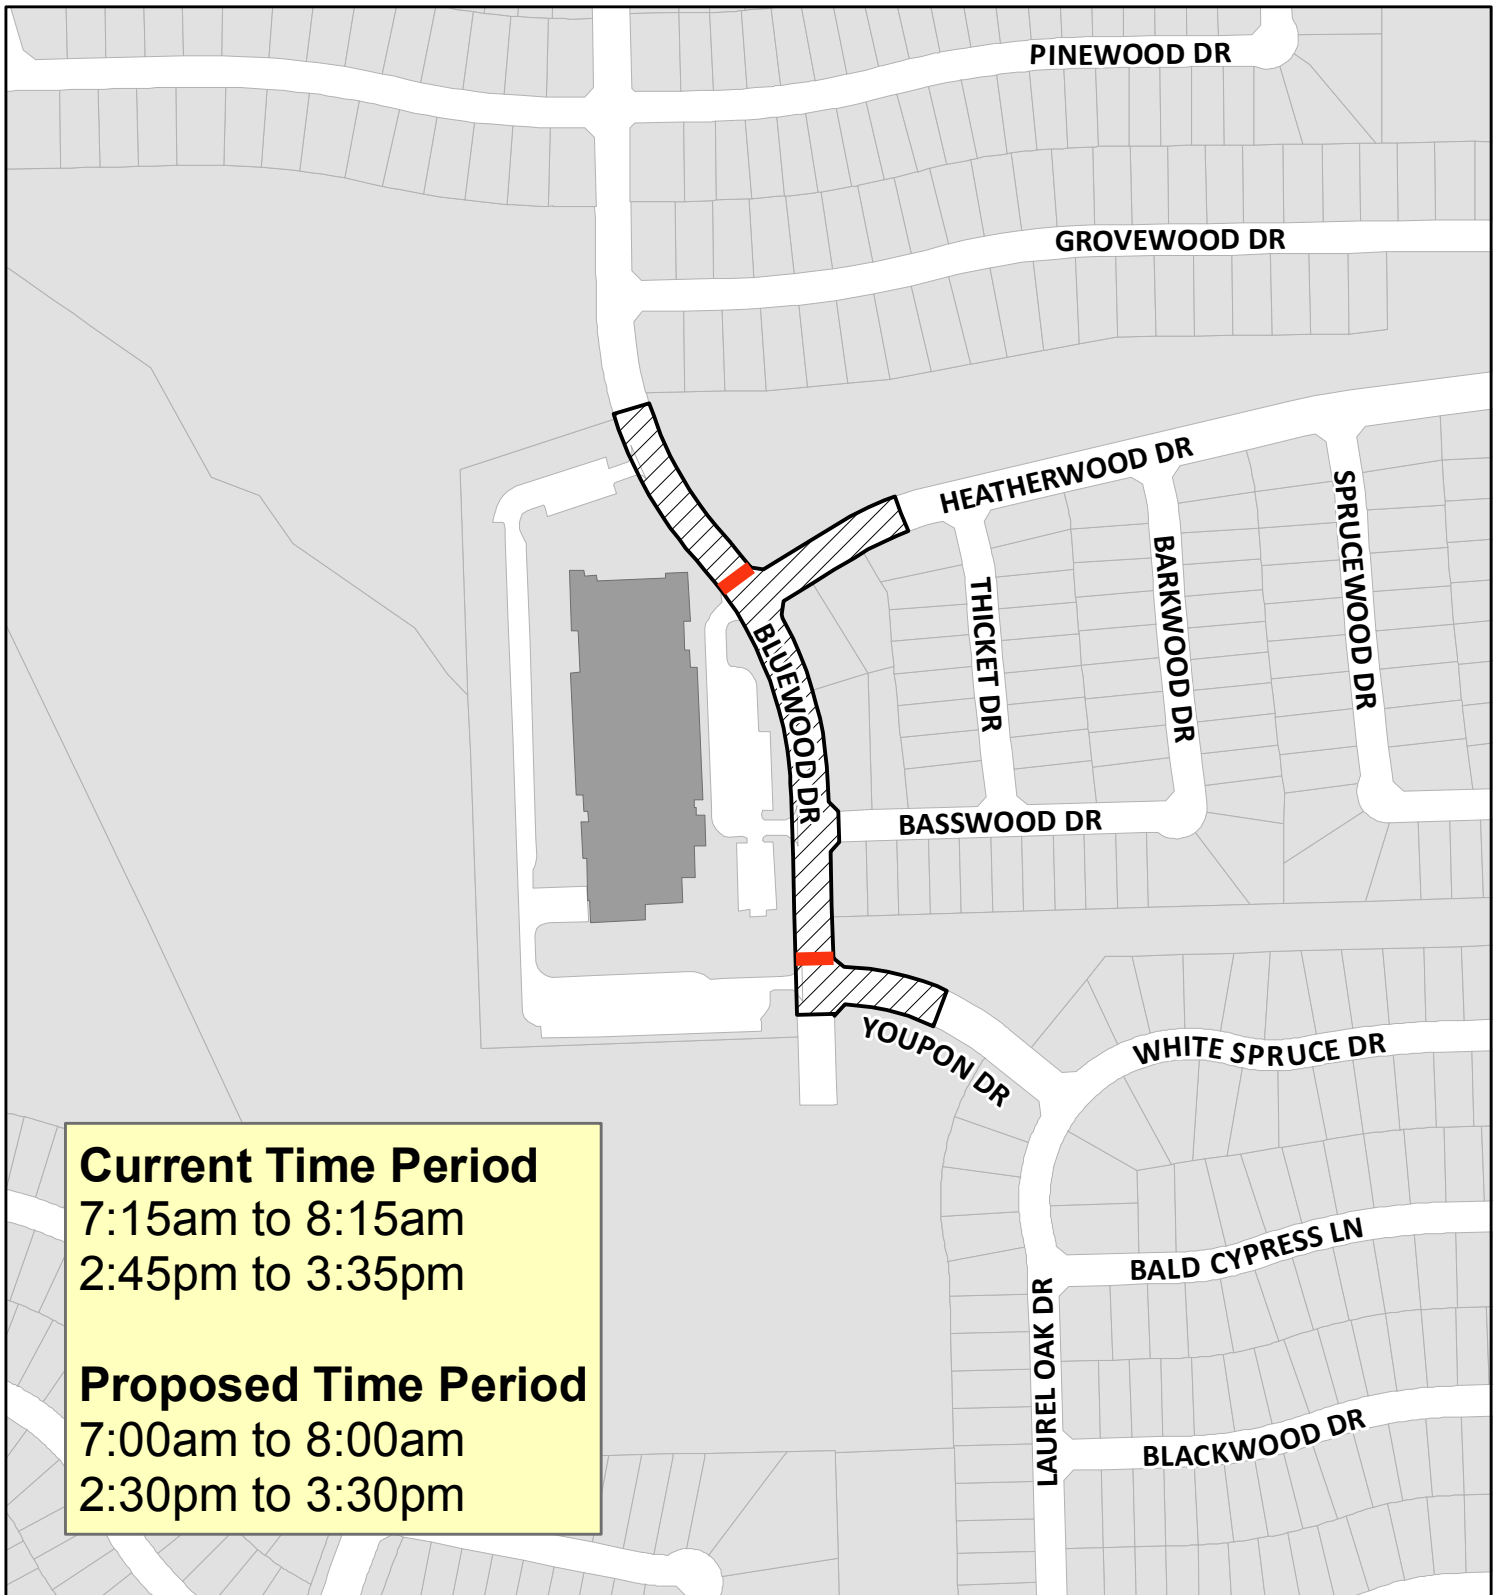 PINEWOOD DR
GROVEWOOD DR
HEATHERWOOD DR
SPRUCEWOOD DR
BARKWOOD DR
THICKET DR
BLUEWOOD DR
BASSWOOD DR
YOUPON DR
WHITE SPRUCE DR
BALD CYPRESS LN
LAUREL OAK DR
BLACKWOOD DR
Current Time Period
7:15am to 8:15am
2:45pm to 3:35pm
Proposed Time Period
7:00am to 8:00am
2:30pm to 3:30pm